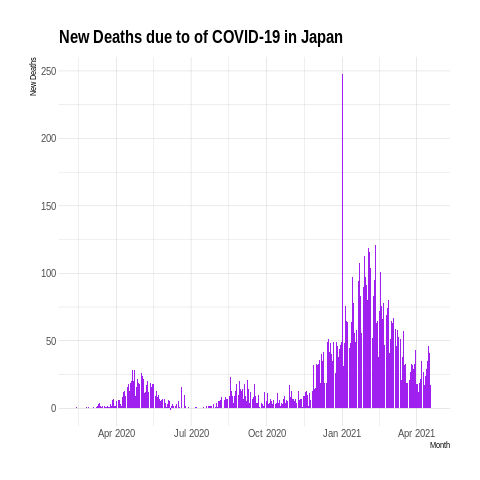 New Deaths due to of COVID-19 in Japan
New Deaths
250
200
150
100
50
0
Apr 2020 Jul 2020 Oct 2020 Jan 2021 Apr 2021
Month